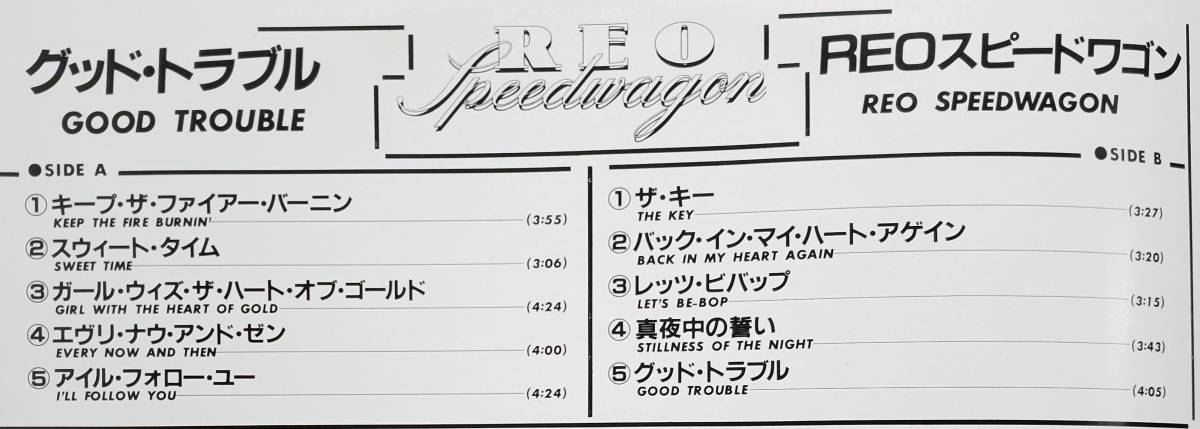 グッド・トラブル
GOOD TROUBLE
REO
Speedwagon
REOスピードワゴン
REO SPEEDWAGON
●SIDE A
①キープ・ザ・ファイアー・バーニン
KEEP THE FIRE BURNIN' (3:55)
②スウィート・タイム
SWEET TIME (3:06)
③ガール・ウィズ・ザ・ハート・オブ・ゴールド
GIRL WITH THE HEART OF GOLD (4:24)
④エヴリ・ナウ・アンド・ゼン
EVERY NOW AND THEN (4:00)
⑤アイル・フォロー・ユー
I'LL FOLLOW YOU (4:24)
●SIDE B
①ザ・キー
THE KEY (3:27)
②バック・イン・マイ・ハート・アゲイン
BACK IN MY HEART AGAIN (3:20)
③レッツ・ビバップ
LET'S BE-BOP (3:15)
④真夜中の誓い
STILLNESS OF THE NIGHT (3:43)
⑤グッド・トラブル
GOOD TROUBLE (4:05)